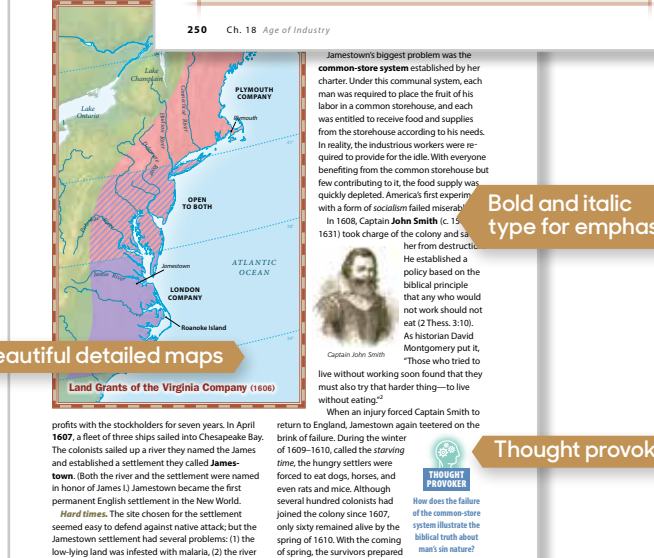 250 Ch. 18 Age of Industry
Lake
Champlain
Lake
Ontario
Connecticut River
Hudson River
Delaware River
PLYMOUTH
COMPANY
Plymouth
OPEN
TO BOTH
ATLANTIC
OCEAN
Jamestown
James River
LONDON
COMPANY
Roanoke Island
Land Grants of the Virginia Company (1606)
eautiful detailed maps
profits with the stockholders for seven years. In April
1607, a fleet of three ships sailed into Chesapeake Bay.
The colonists sailed up a river they named the James
and established a settlement they called James-
town. (Both the river and the settlement were named
in honor of James I.) Jamestown became the first
permanent English settlement in the New World.
Hard times. The site chosen for the settlement
seemed easy to defend against native attack; but the
Jamestown settlement had several problems: (1) the
low-lying land was infested with malaria, (2) the river
Jamestown's biggest problem was the
common-store system established by her
charter. Under this communal system, each
man was required to place the fruit of his
labor in a common storehouse, and each
was entitled to receive food and supplies
from the storehouse according to his needs.
In reality, the industrious workers were re-
quired to provide for the idle. With everyone
benefiting from the common storehouse but
few contributing to it, the food supply was
quickly depleted. America's first experim
with a form of socialism failed miserab
In 1608, Captain John Smith (c. 15
1631) took charge of the colony and sa
her from destructio
He established a
policy based on the
biblical principle
that any who would
not work should not
eat (2 Thess. 3:10).
As historian David
Montgomery put it,
"Those who tried to
Captain John Smith
live without working soon found that they
must also try that harder thing—to live
without eating."2
When an injury forced Captain Smith to
return to England, Jamestown again teetered on the
brink of failure. During the winter
of 1609–1610, called the starving
time, the hungry settlers were
forced to eat dogs, horses, and
even rats and mice. Although
several hundred colonists had
joined the colony since 1607,
only sixty remained alive by the
spring of 1610. With the coming
of spring, the survivors prepared
THOUGHT
PROVOKER
How does the failure
of the common-store
system illustrate the
biblical truth about
man's sin nature?
Bold and italic
type for emphas
Thought provok